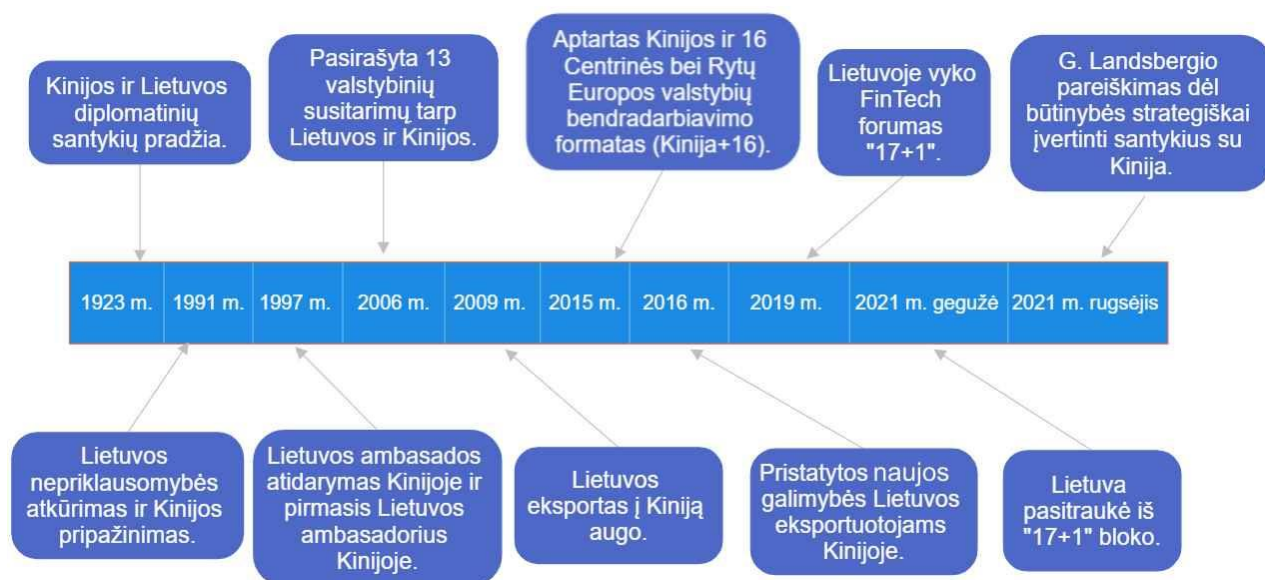 Kinijos ir Lietuvos
diplomatinių
santykių pradžia.
Pasirašyta 13
valstybinių
susitarimų tarp
Lietuvos ir Kinijos.
Aptartas Kinijos ir 16
Centrinės bei Rytų
Europos valstybių
bendradarbiavimo
formatas (Kinija+16).
Lietuvoje vyko
FinTech
forumas
"17+1".
G. Landsbergio
pareiškimas dėl
būtinybės strategiškai
įvertinti santykius su
Kinija.
1923 m.
1991 m.
1997 m.
2006 m.
2009 m.
2015 m.
2016 m.
2019 m.
2021 m. gegužė
2021 m. rugsėjis
Lietuvos
nepriklausomybės
atkūrimas ir Kinijos
pripažinimas.
Lietuvos ambasados
atidarymas Kinijoje ir
pirmasis Lietuvos
ambasadorius
Kinijoje.
Lietuvos
eksportas į Kiniją
augo.
Pristatytos naujos
galimybės Lietuvos
eksportuotojams
Kinijoje.
Lietuva
pasitraukė iš
"17+1" bloko.